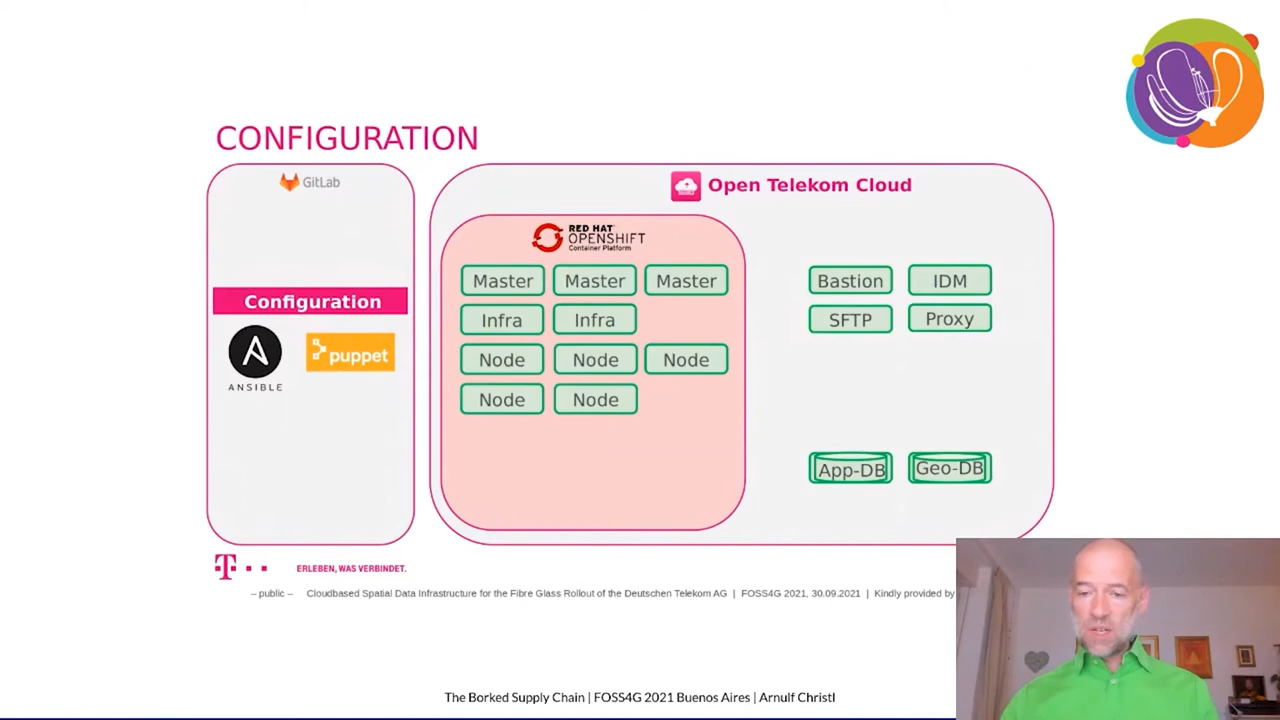 CONFIGURATION
GitLab
Configuration
ANSIBLE
puppet
Open Telekom Cloud
RED HAT
OPENSHIFT
Container Platform
Master Master Master
Infra Infra
Node Node Node
Node Node
Bastion IDM
SFTP Proxy
App-DB Geo-DB
T
ERLEBEN, WAS VERBINDET.
– public – Cloudbased Spatial Data Infrastructure for the Fibre Glass Rollout of the Deutschen Telekom AG | FOSS4G 2021, 30.09.2021 | Kindly provided by
The Borked Supply Chain | FOSS4G 2021 Buenos Aires | Arnulf Christl